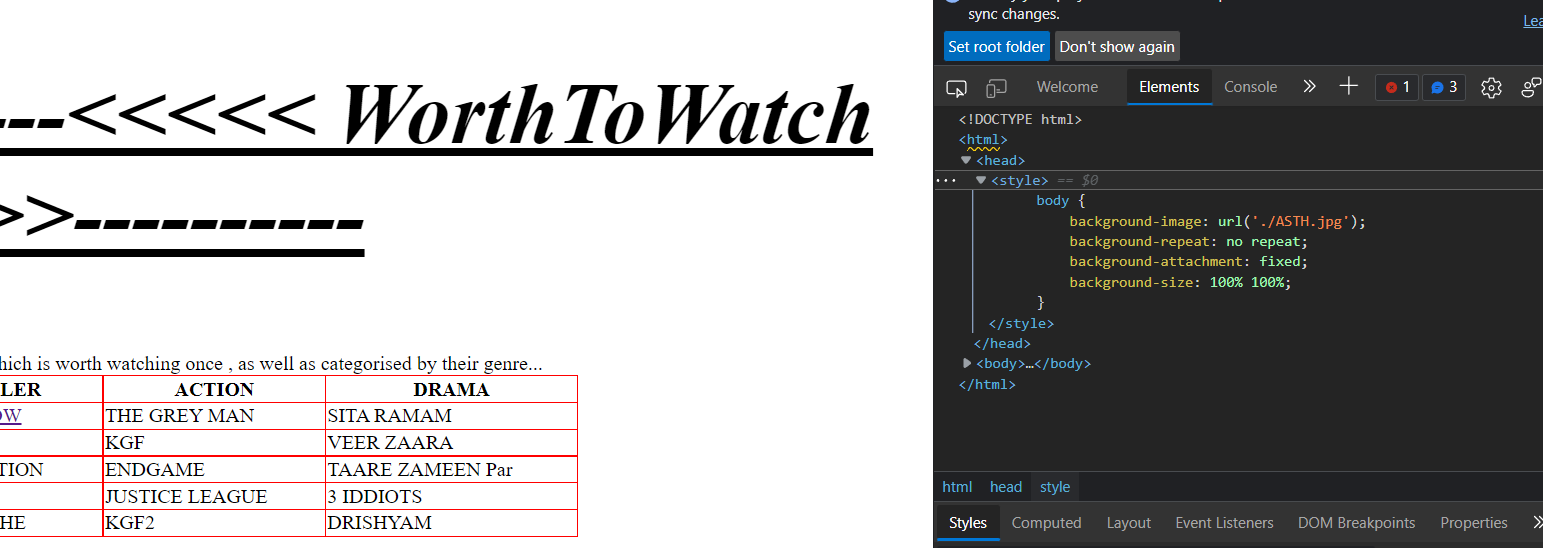 sync changes.
Set root folder Don't show again
Welcome Elements Console 1 3
---<<<<< WorthToWatch
>>----------
hich is worth watching once , as well as categorised by their genre...
LER ACTION DRAMA
OW THE GREY MAN SITA RAMAM
KGF VEER ZAARA
TION ENDGAME TAARE ZAMEEN Par
JUSTICE LEAGUE 3 IDDIOTS
HE KGF2 DRISHYAM
<!DOCTYPE html>
<html>
<head>
<style> == $0
body {
background-image: url('./ASTH.jpg');
background-repeat: no repeat;
background-attachment: fixed;
background-size: 100% 100%;
}
</style>
</head>
<body>…</body>
</html>
html head style
Styles Computed Layout Event Listeners DOM Breakpoints Properties